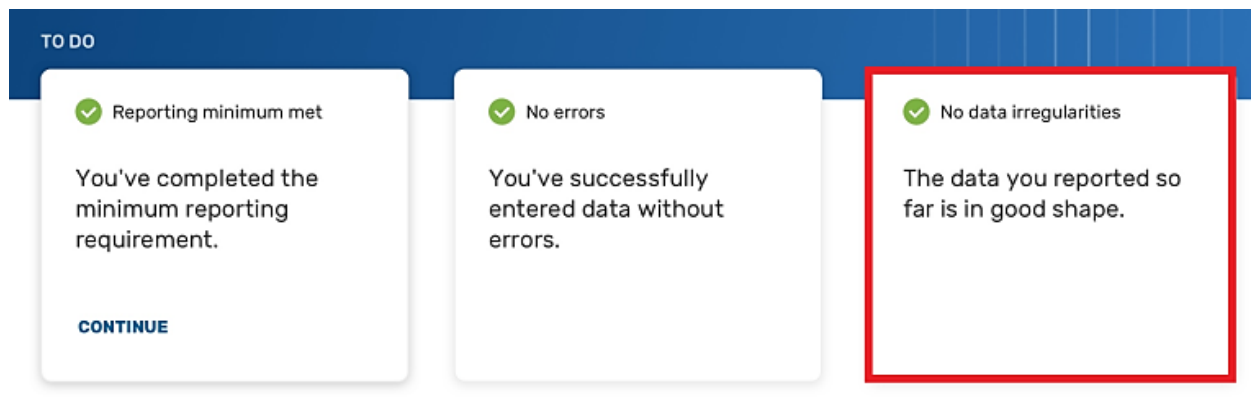 TO DO
Reporting minimum met
You've completed the
minimum reporting
requirement.
CONTINUE
No errors
You've successfully
entered data without
errors.
No data irregularities
The data you reported so
far is in good shape.